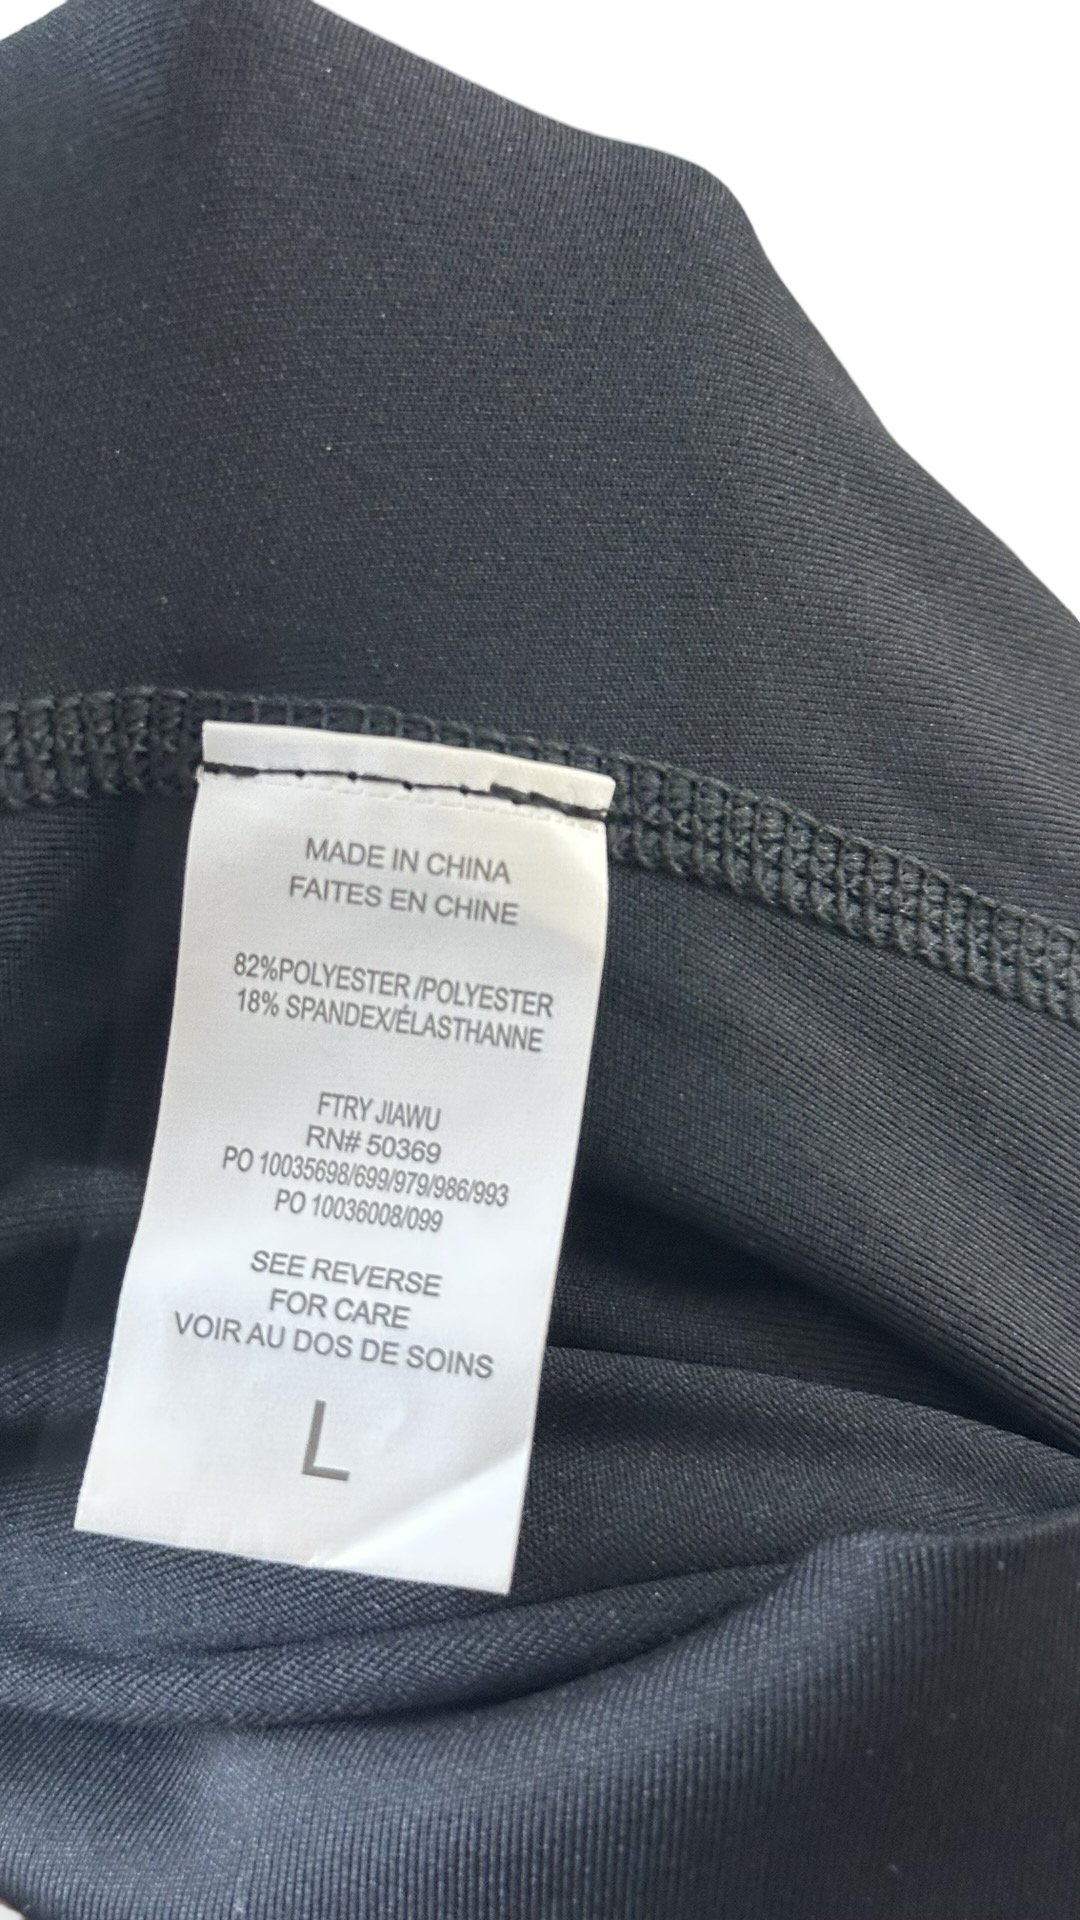 MADE IN CHINA
FAITES EN CHINE
82%POLYESTER /POLYESTER
18% SPANDEX/ÉLASTHANNE
FTRY JIAWU
RN# 50369
PO 10035698/699/979/986/993
PO 10036008/099
SEE REVERSE
FOR CARE
VOIR AU DOS DE SOINS
L